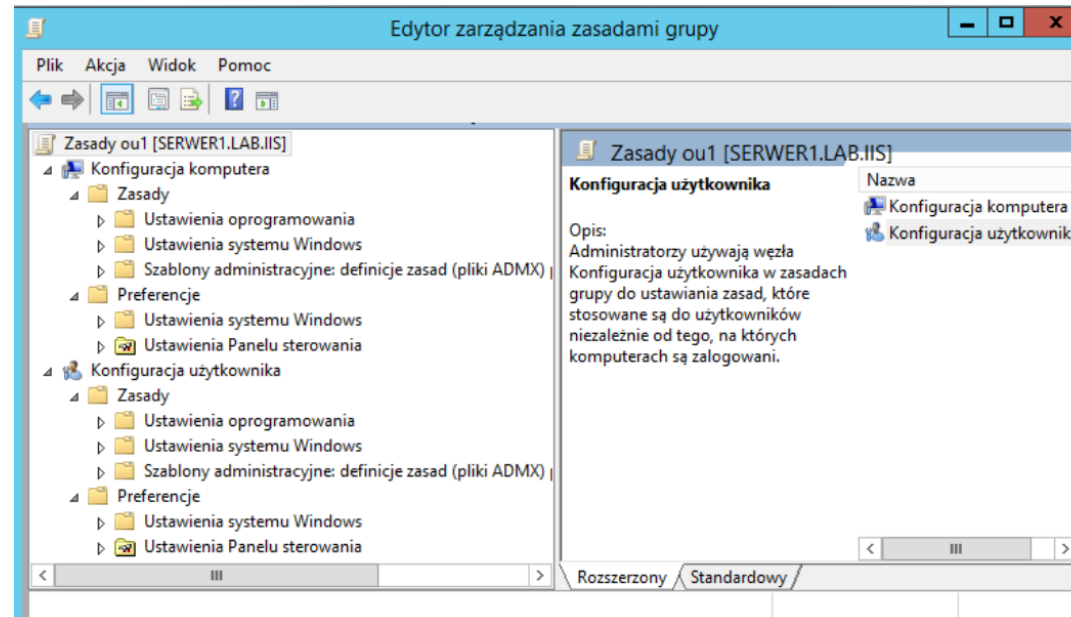 Edytor zarządzania zasadami grupy
Plik Akcja Widok Pomoc
Zasady ou1 [SERWER1.LAB.IIS]
Konfiguracja komputera
Zasady
Ustawienia oprogramowania
Ustawienia systemu Windows
Szablony administracyjne: definicje zasad (pliki ADMX)
Preferencje
Ustawienia systemu Windows
Ustawienia Panelu sterowania
Konfiguracja użytkownika
Zasady
Ustawienia oprogramowania
Ustawienia systemu Windows
Szablony administracyjne: definicje zasad (pliki ADMX)
Preferencje
Ustawienia systemu Windows
Ustawienia Panelu sterowania
Zasady ou1 [SERWER1.LAB.IIS]
Konfiguracja użytkownika
Opis:
Administratorzy używają węzła
Konfiguracja użytkownika w zasadach
grupy do ustawiania zasad, które
stosowane są do użytkowników
niezależnie od tego, na których
komputerach są zalogowani.
Nazwa
Konfiguracja komputera
Konfiguracja użytkownik
Rozszerzony Standardowy